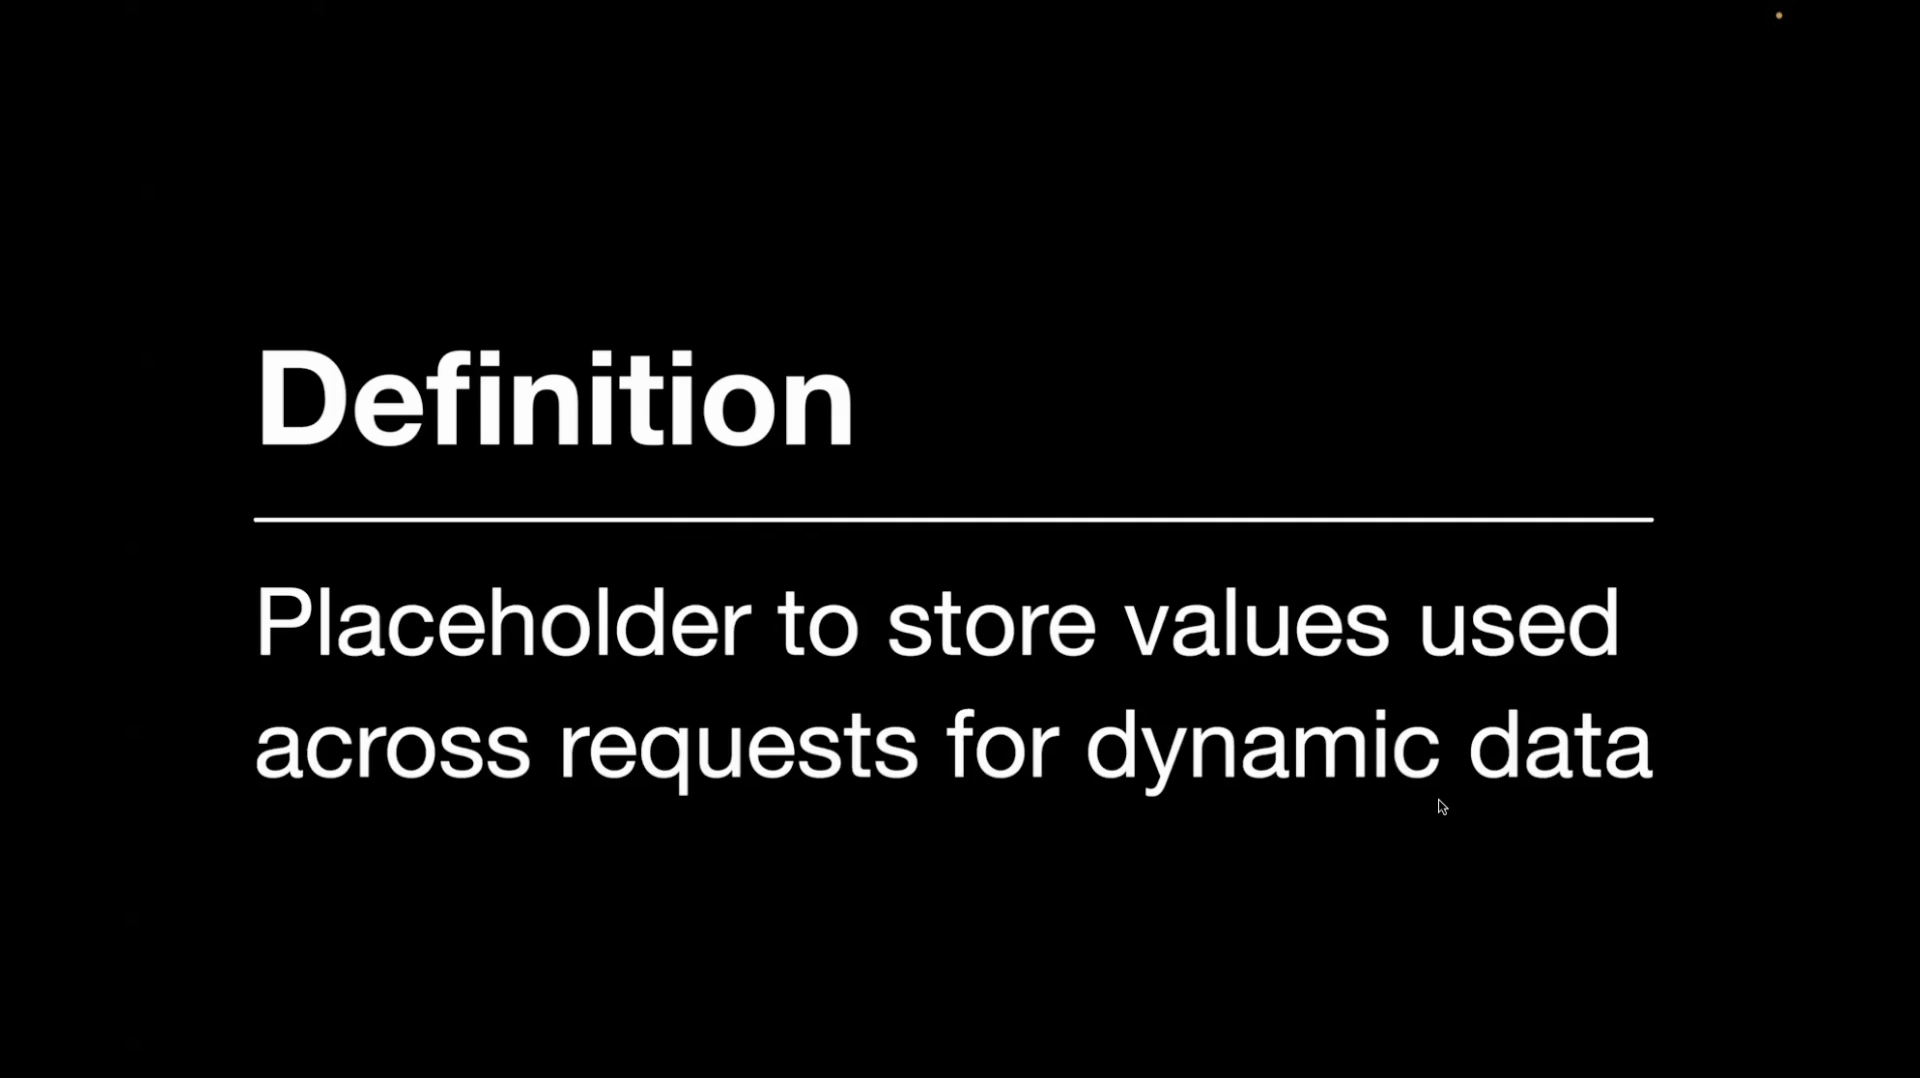 Definition
Placeholder to store values used
across requests for dynamic data